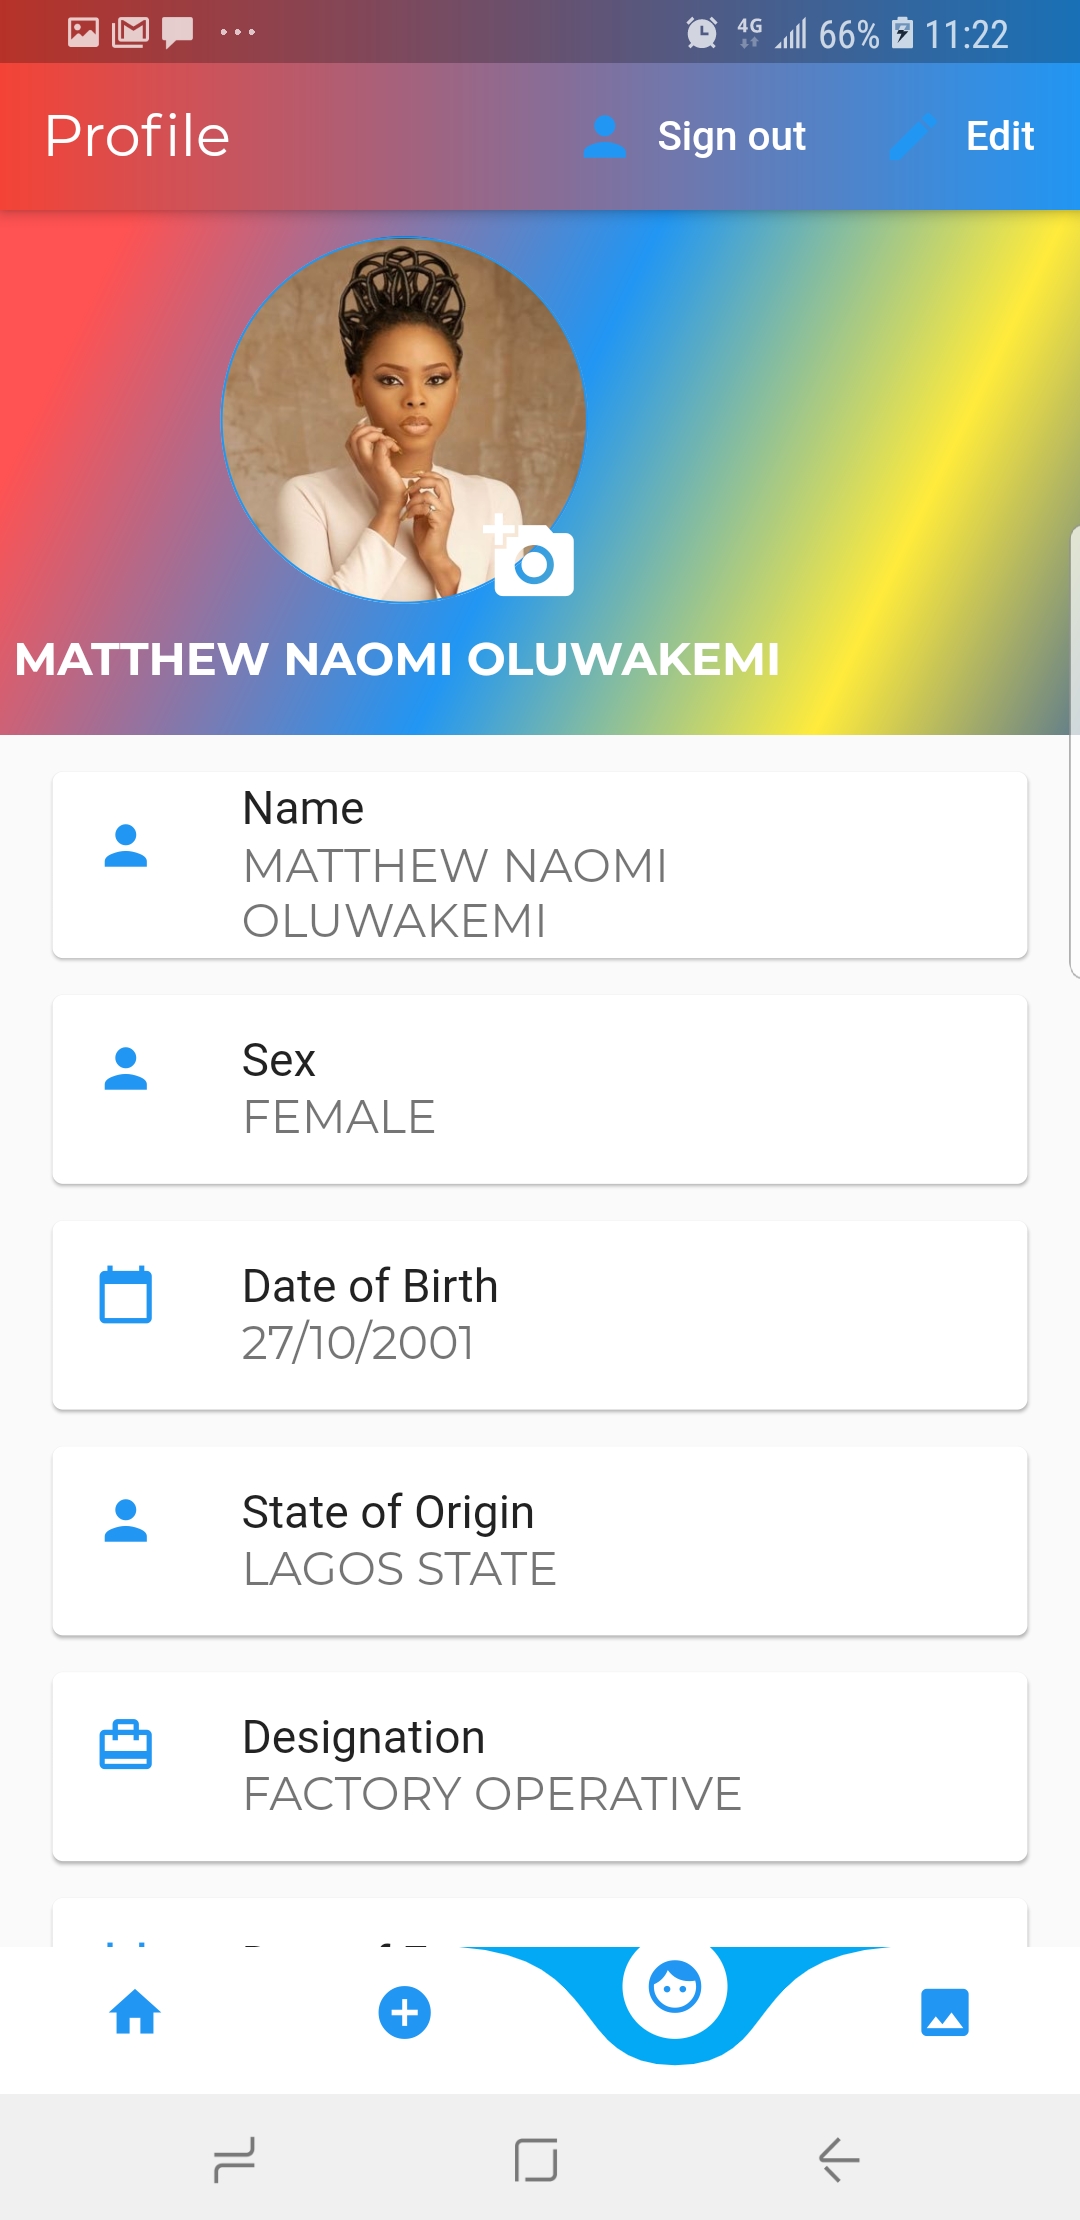 4G 66% 11:22
Profile Sign out Edit
MATTHEW NAOMI OLUWAKEMI
Name
MATTHEW NAOMI
OLUWAKEMI
Sex
FEMALE
Date of Birth
27/10/2001
State of Origin
LAGOS STATE
Designation
FACTORY OPERATIVE